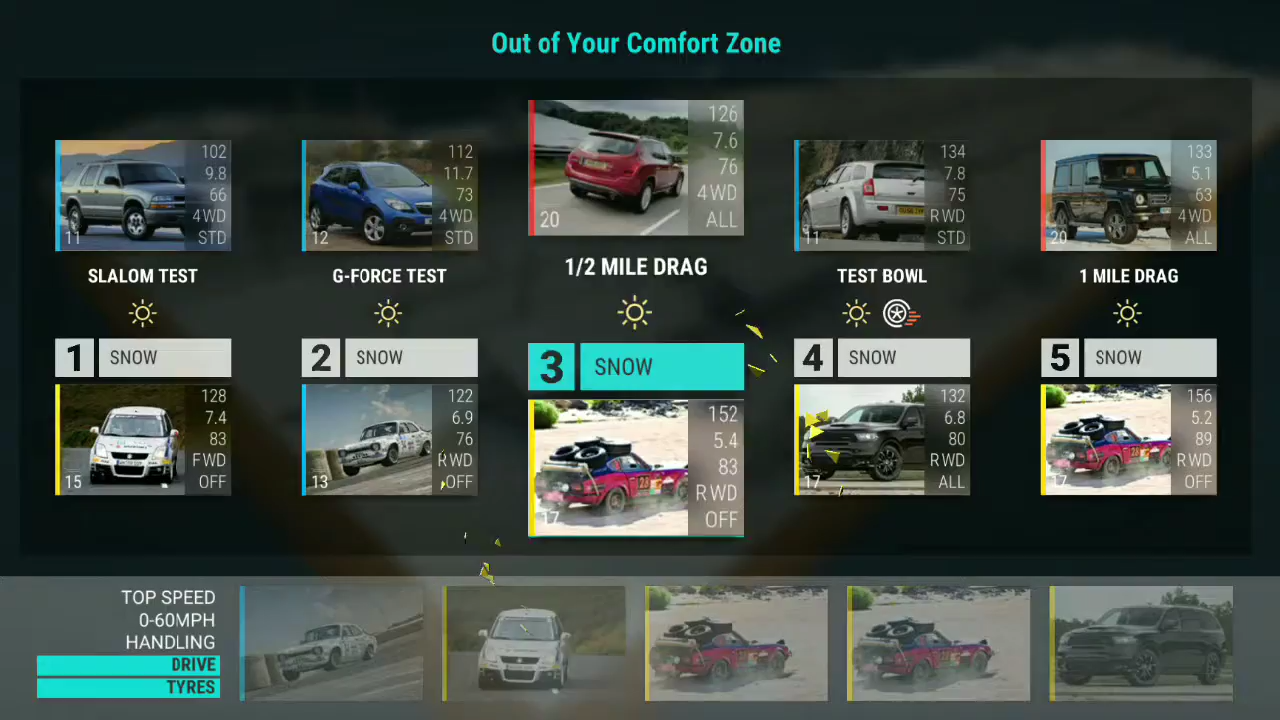 Out of Your Comfort Zone
102
9.8
66
4WD
STD
11
112
11.7
73
4WD
STD
12
126
7.6
76
4WD
ALL
20
134
7.8
75
RWD
STD
11
133
5.1
63
4WD
ALL
20
SLALOM TEST
G-FORCE TEST
1/2 MILE DRAG
TEST BOWL
1 MILE DRAG
1 SNOW
2 SNOW
3 SNOW
4 SNOW
5 SNOW
128
7.4
83
FWD
OFF
15
122
6.9
76
RWD
OFF
13
152
5.4
83
RWD
OFF
17
132
6.8
80
RWD
ALL
17
156
5.2
89
RWD
OFF
17
TOP SPEED
0-60MPH
HANDLING
DRIVE
TYRES